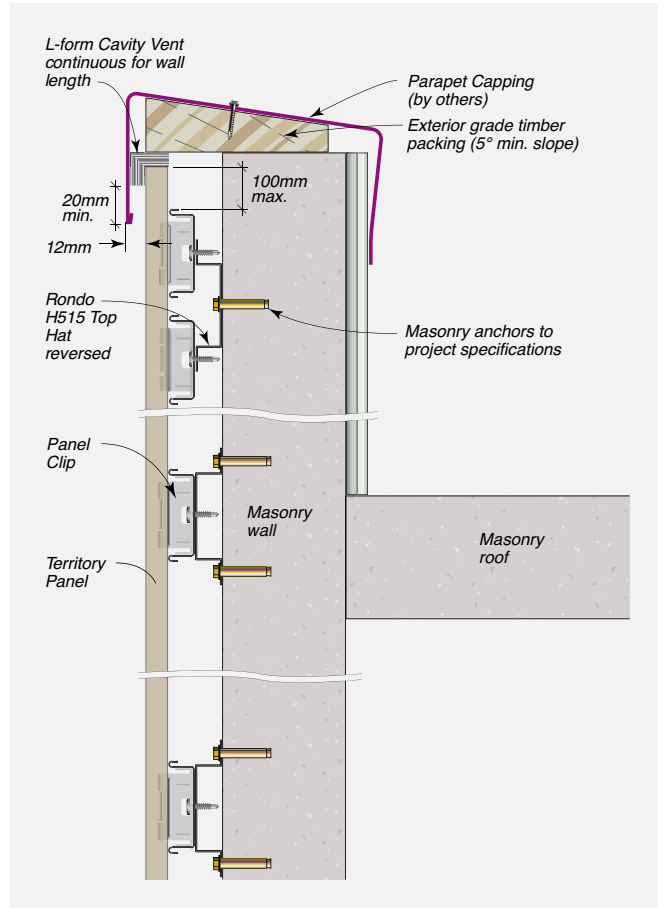 L-form Cavity Vent
continuous for wall
length
Parapet Capping
(by others)
Exterior grade timber
packing (5° min. slope)
100mm
max.
20mm
min.
12mm
Rondo
H515 Top
Hat
reversed
Masonry anchors to
project specifications
Panel
Clip
Masonry
wall
Masonry
roof
Territory
Panel